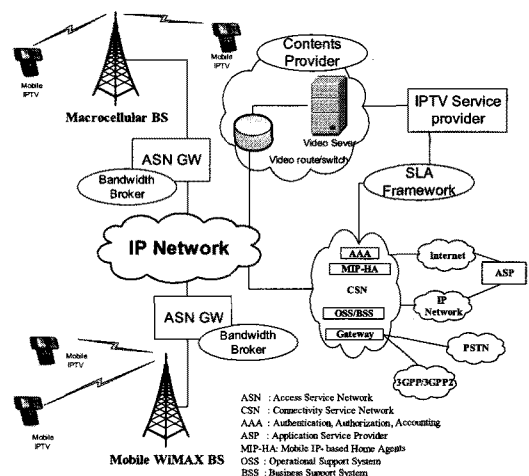 Mobile
IPTV
Macrocellular BS
Mobile
IPTV
Contents
Provider
Video Sever
Video route/switch
IPTV Service
provider
ASN GW
Bandwidth
Broker
SLA
Framework
IP Network
AAA
MIP-HA
CSN
OSS/BSS
Gateway
Internet
ASP
IP
Network
PSTN
3GPP/3GPP2
ASN GW
Bandwidth
Broker
Mobile
IPTV
Mobile
IPTV
Mobile WiMAX BS
ASN : Access Service Network
CSN : Connectivity Service Network
AAA : Authentication, Authorization, Accounting
ASP : Application Service Provider
MIP-HA: Mobile IP- based Home Agents
OSS : Operational Support System
BSS : Business Support System